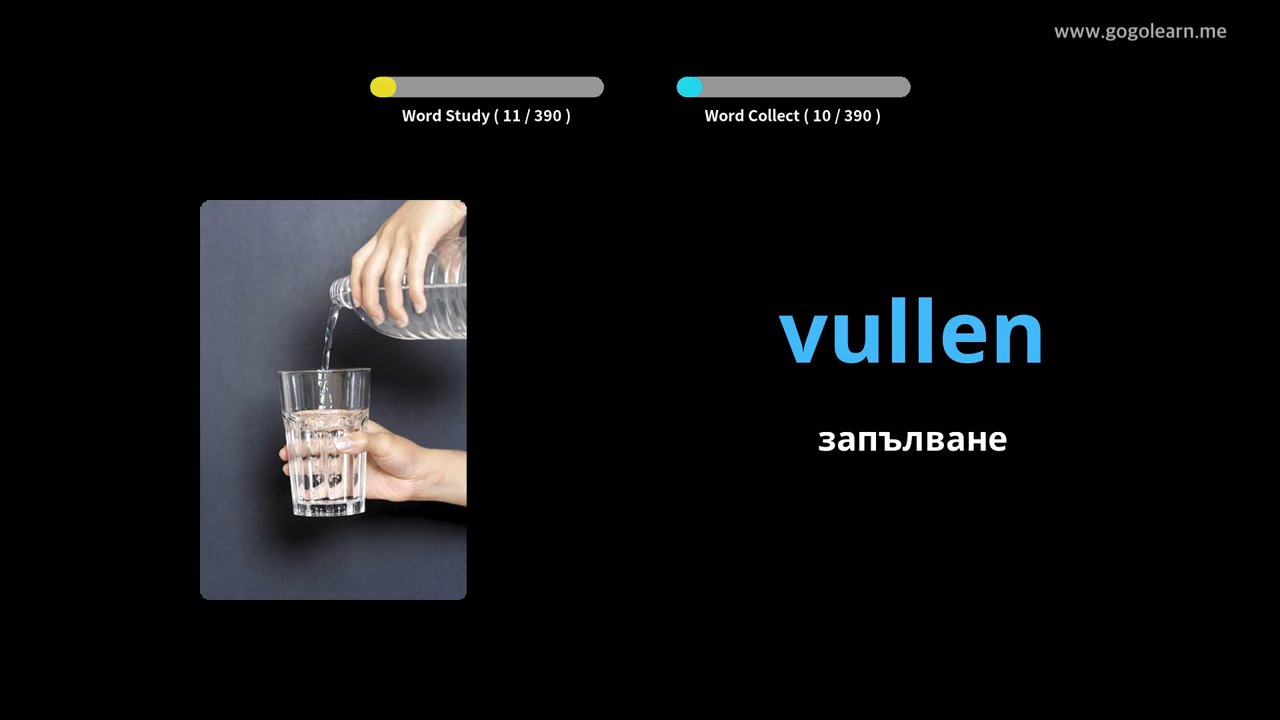 www.gogolearn.me
Word Study ( 11 / 390 )
Word Collect ( 10 / 390 )
vullen
запълване